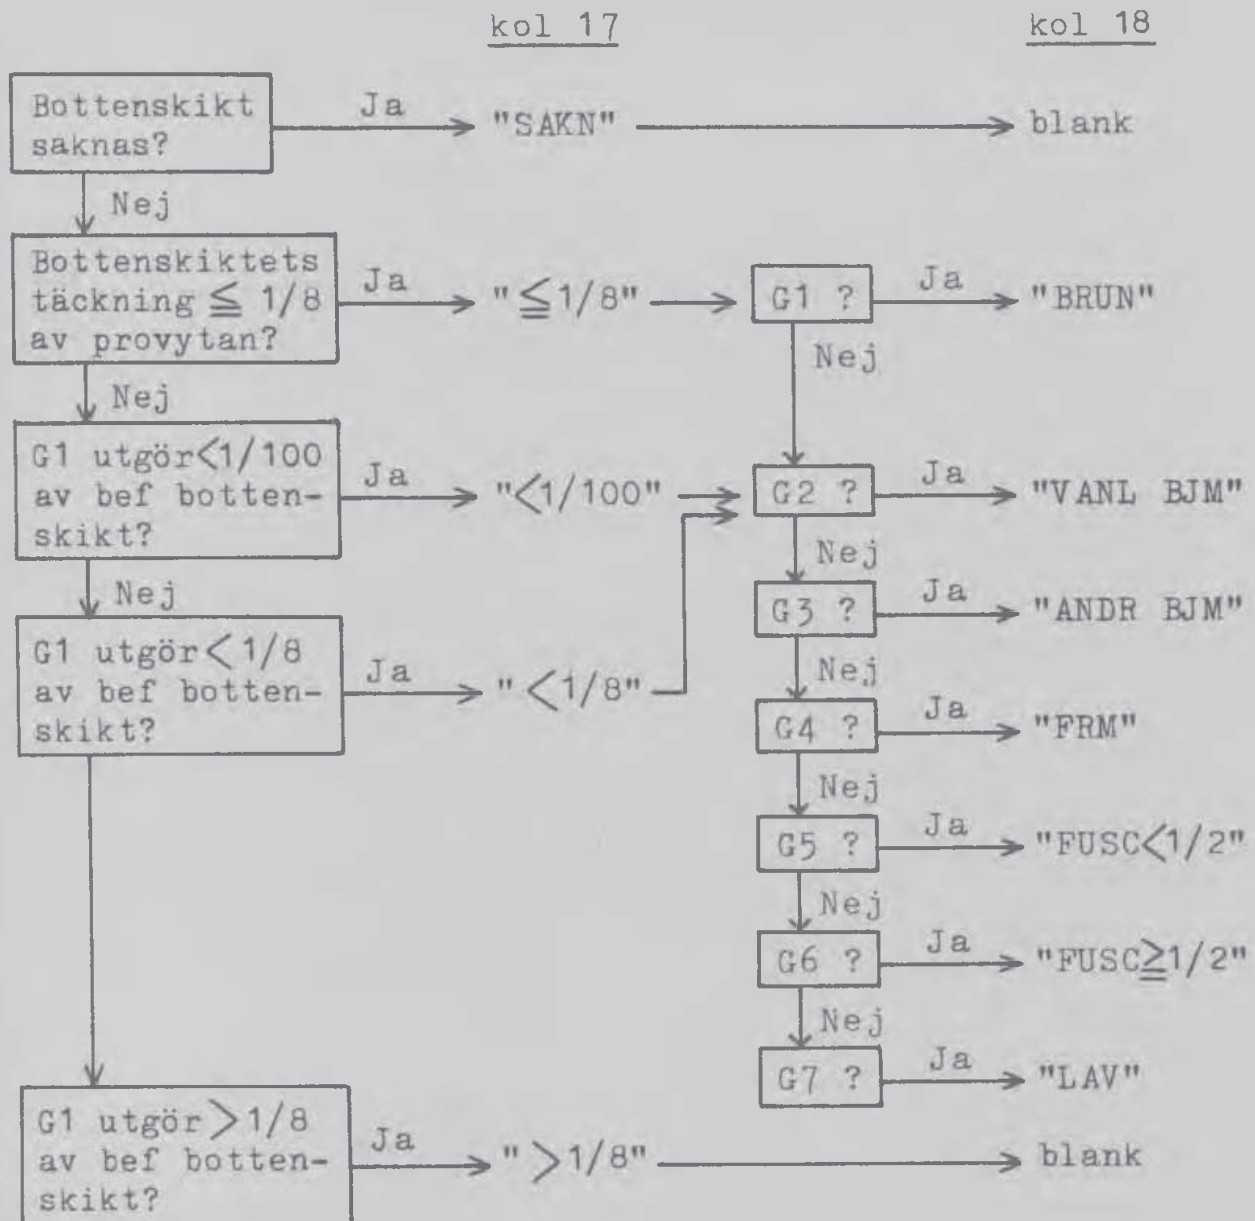 kol 17 kol 18
Bottenskikt
saknas?
Ja
"SAKN"
blank
Nej
Bottenskiktets
täckning ≦ 1/8
av provytan?
Ja
"≦1/8"
G1 ?
Ja
"BRUN"
Nej
Nej
G1 utgör<1/100
av bef botten-
skikt?
Ja
"<1/100"
G2 ?
Ja
"VANL BJM"
Nej
Nej
G3 ?
Ja
"ANDR BJM"
G1 utgör<1/8
av bef botten-
skikt?
Ja
"<1/8"
Nej
G4 ?
Ja
"FRM"
Nej
G5 ?
Ja
"FUSC<1/2"
Nej
G6 ?
Ja
"FUSC≧1/2"
Nej
G7 ?
Ja
"LAV"
G1 utgör>1/8
av bef botten-
skikt?
Ja
">1/8"
blank